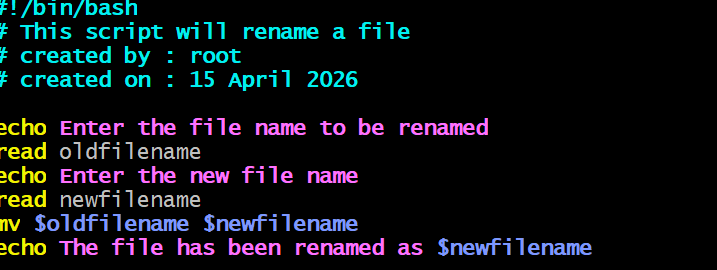 #!/bin/bash
# This script will rename a file
# created by : root
# created on : 15 April 2026
echo Enter the file name to be renamed
read oldfilename
echo Enter the new file name
read newfilename
mv $oldfilename $newfilename
echo The file has been renamed as $newfilename